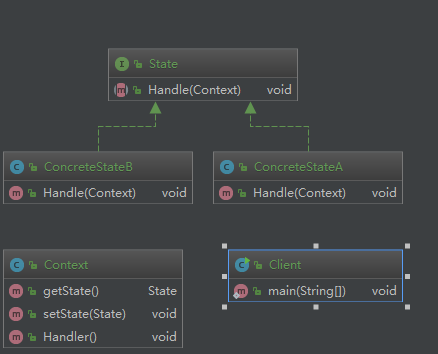 State
Handle(Context) void
ConcreteStateB
Handle(Context) void
ConcreteStateA
Handle(Context) void
Context
getState() State
setState(State) void
Handler() void
Client
main(String[]) void